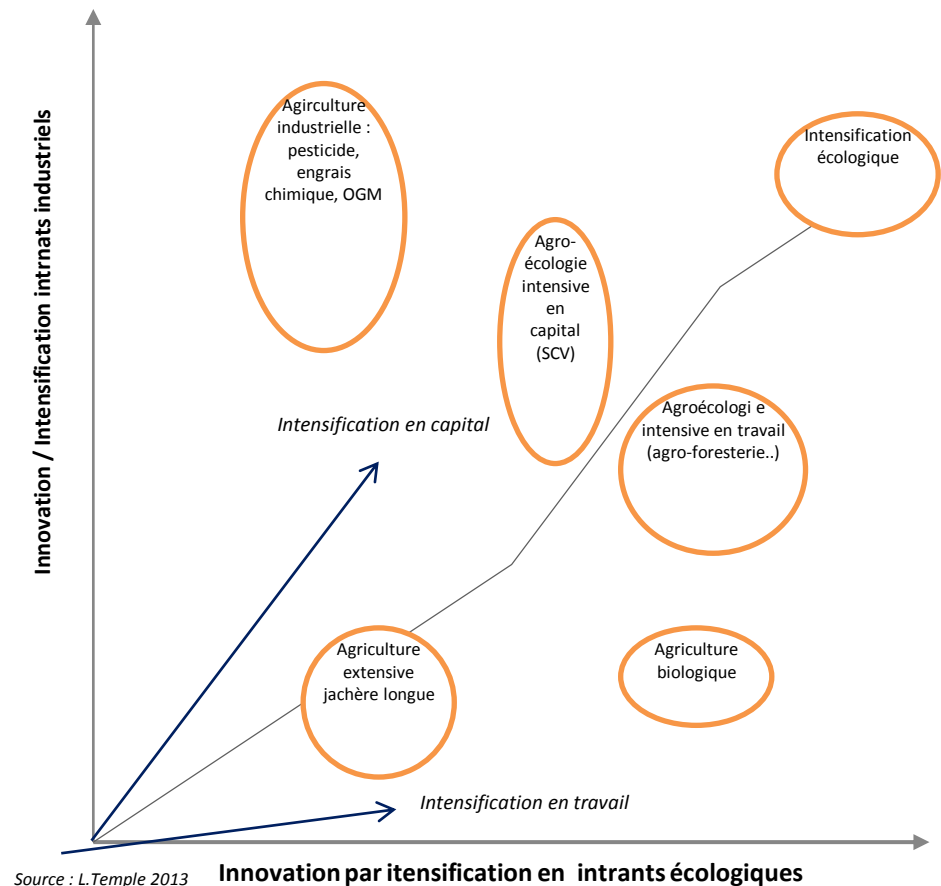 Innovation / Intensification intrnats industriels
Agirculture
industrielle :
pesticide,
engrais
chimique, OGM
Intensification
écologique
Agro-
écologie
intensive
en
capital
(SCV)
Intensification en capital
Agroécologi e
intensive en travail
(agro-foresterie..)
Agriculture
extensive
jachère longue
Agriculture
biologique
Intensification en travail
Source : L.Temple 2013
Innovation par itensification en intrants écologiques